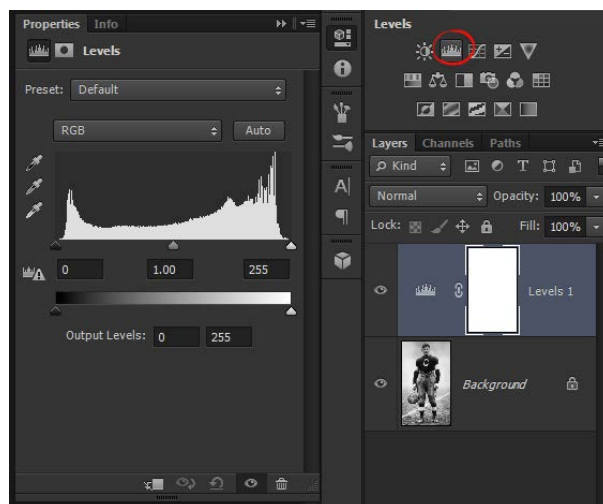 Properties Info
Levels
Preset: Default
RGB Auto
0 1.00 255
Output Levels: 0 255
Levels
Layers Channels Paths
Kind T
Normal Opacity: 100%
Lock: Fill: 100%
Levels 1
Background
A